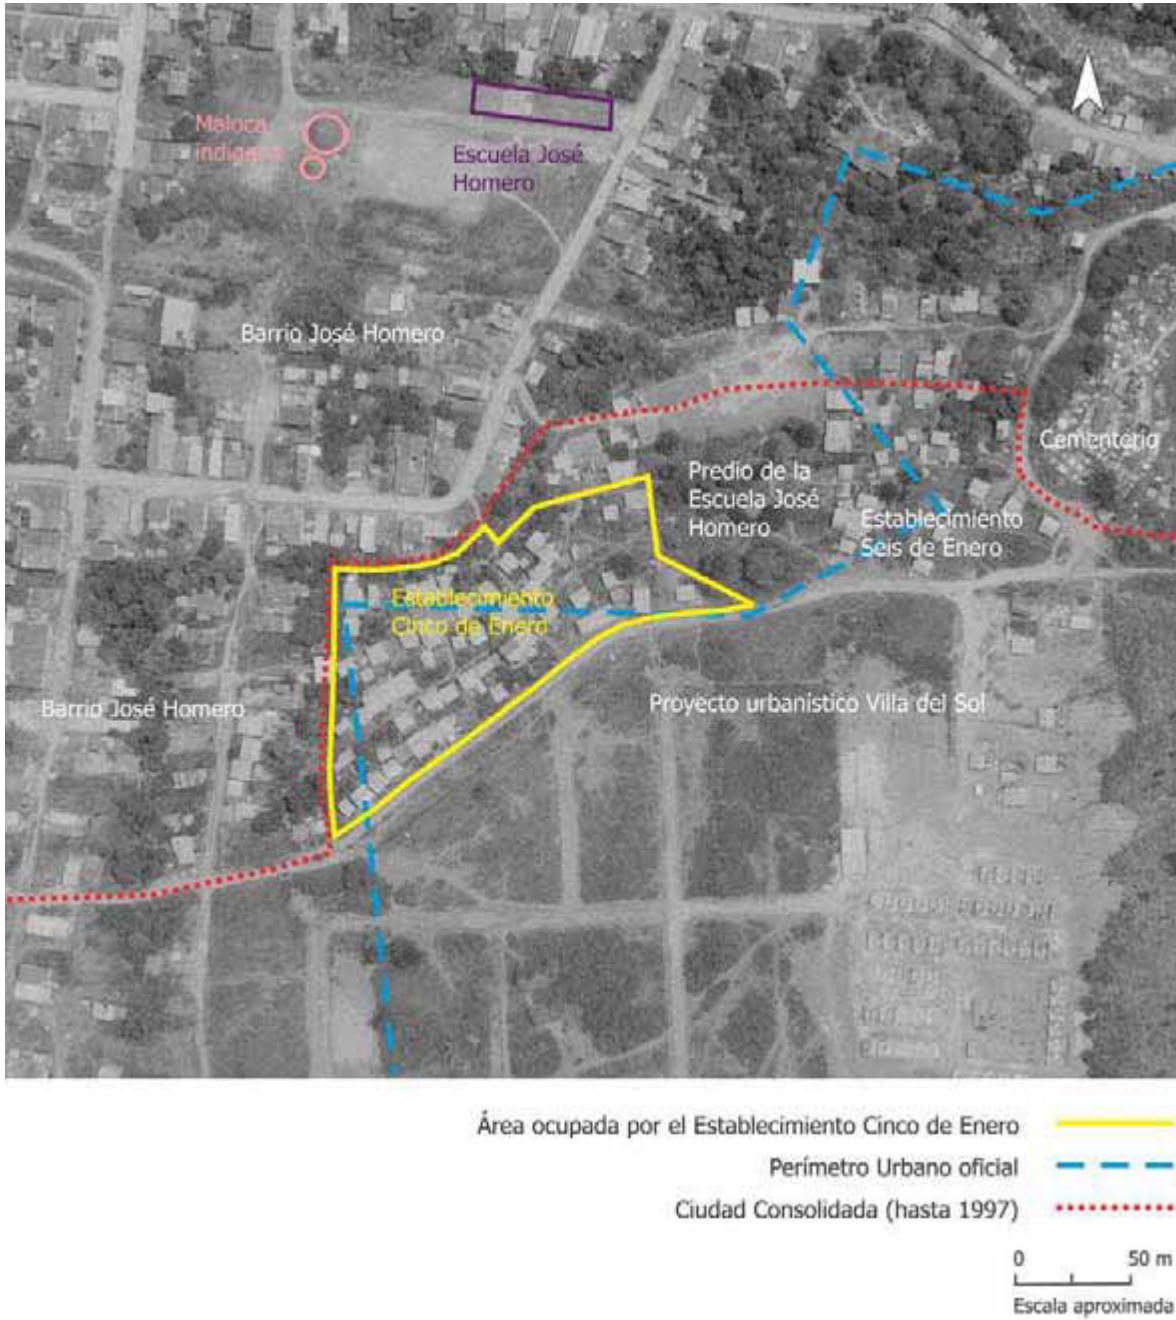 Maloca
indígena
Escuela José
Homero
Barrio José Homero
Cementerio
Predio de la
Escuela José
Homero
Establecimiento
Seis de Enero
Establecimiento
Cinco de Enero
Barrio José Homero
Proyecto urbanístico Villa del Sol
Área ocupada por el Establecimiento Cinco de Enero
Perímetro Urbano oficial
Ciudad Consolidada (hasta 1997)
0 50 m
Escala aproximada